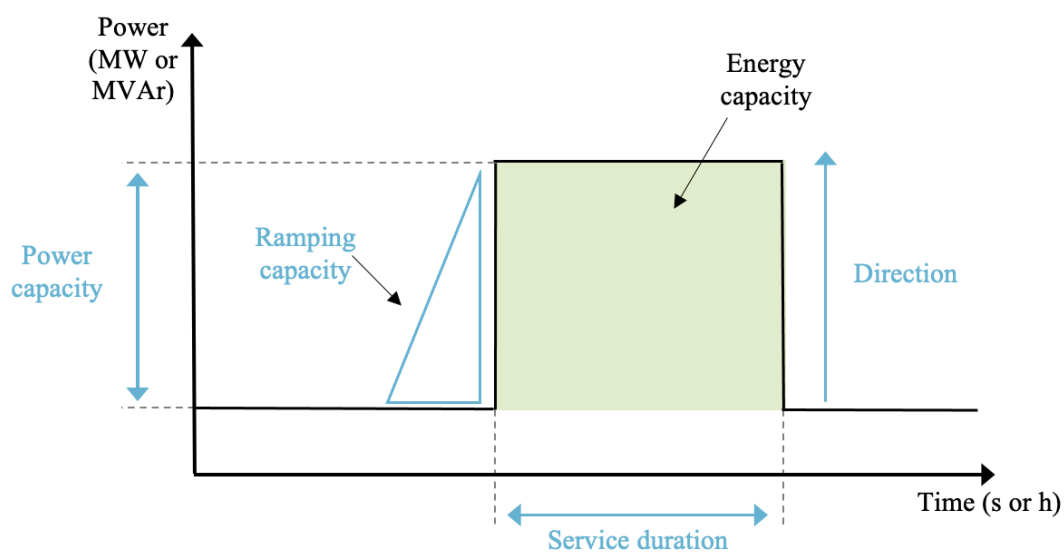 Power
(MW or
MVAr)
Energy
capacity
Ramping
capacity
Power
capacity
Direction
Time (s or h)
Service duration